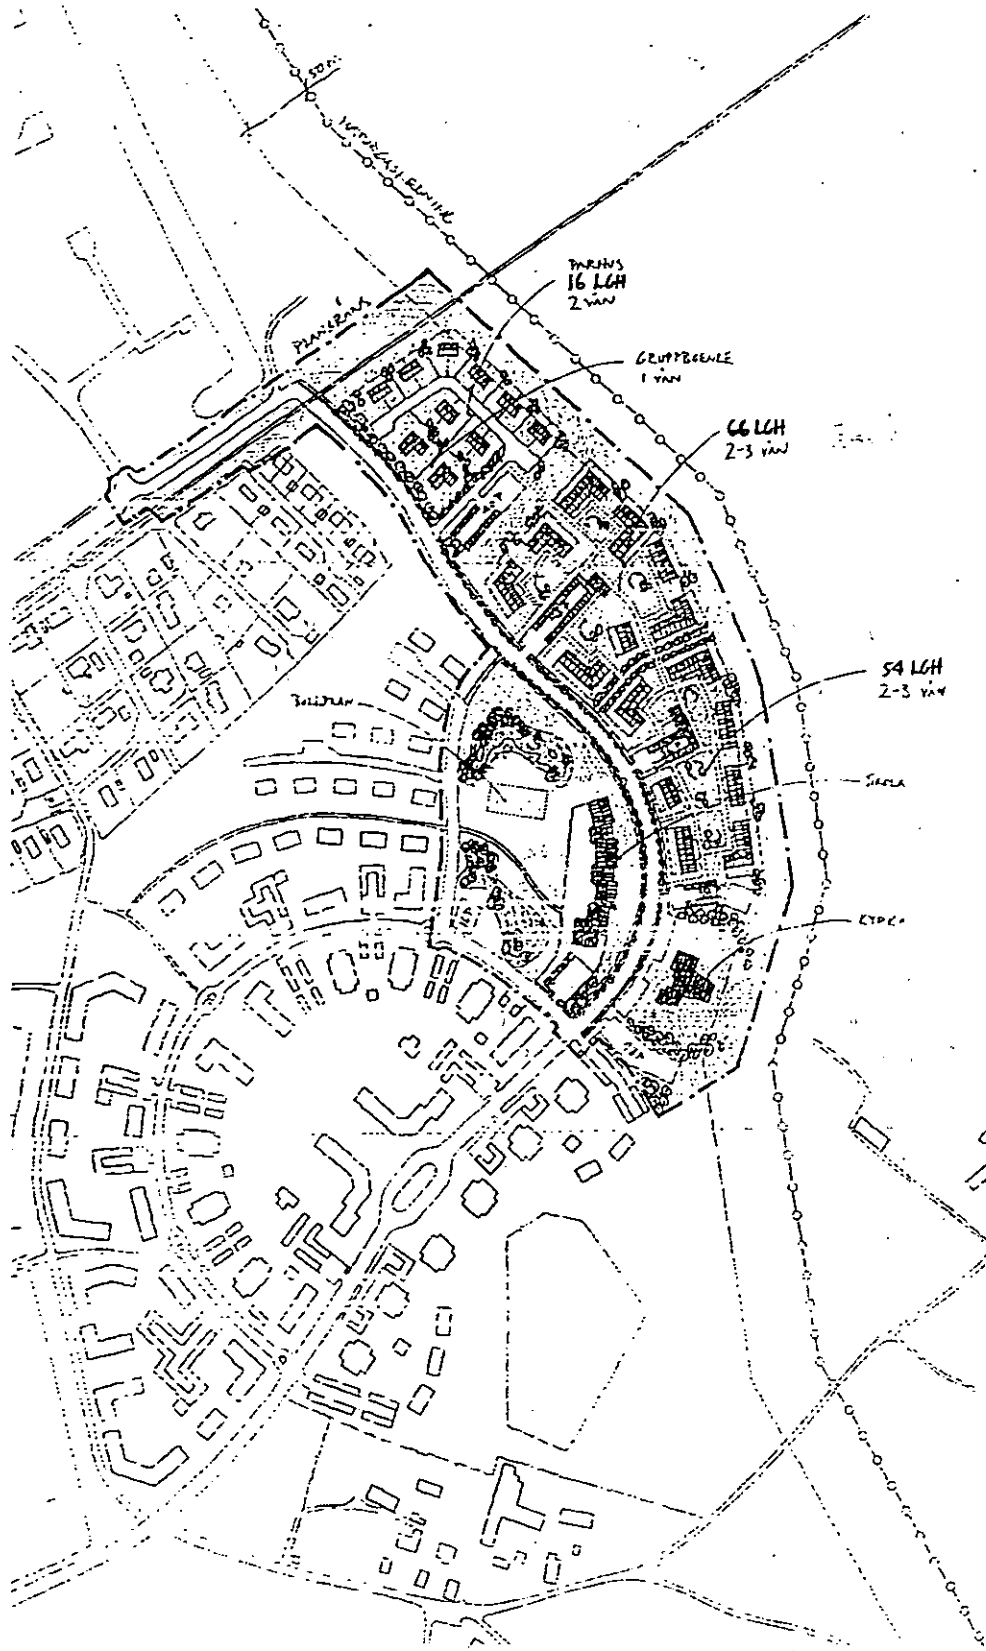 50 m
PLANGRÄNS
PARHUS
16 LGH
2 VÅN
GRUPPBOENDE
1 VÅN
66 LGH
2-3 VÅN
54 LGH
2-3 VÅN
BOLLPLAN
SKOLA
KYRKA